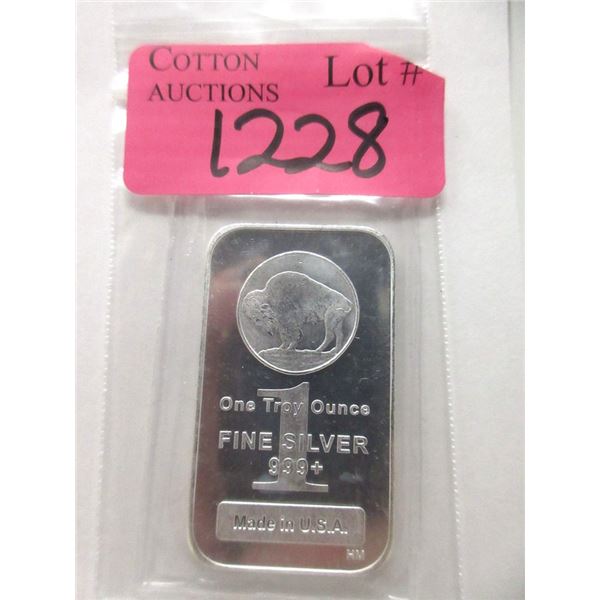 COTTON AUCTIONS
Lot #
1228
1
One Troy Ounce
FINE SILVER
999+
Made in U.S.A.
HM